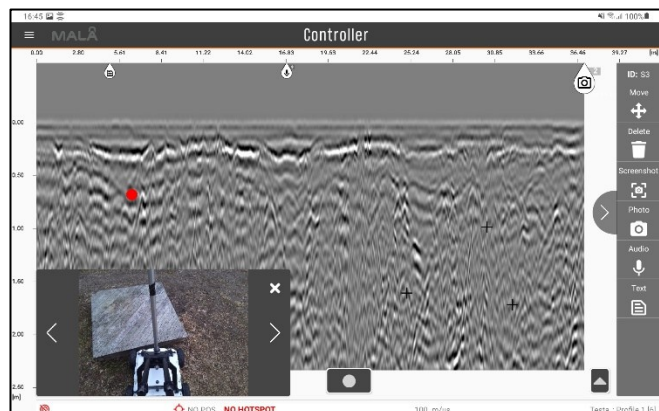 16:45
100%
MALÅ
Controller
0.00 2.80 5.61 8.41 11.22 14.02 16.83 19.63 22.44 25.24 28.05 30.85 33.66 36.46 39.27 [m]
ID: S3
Move
Delete
Screenshot
Photo
Audio
Text
0.00
0.50
1.00
1.60
2.00
2.50
[m]
NO POS NO HOTSPOT
100 m/µs